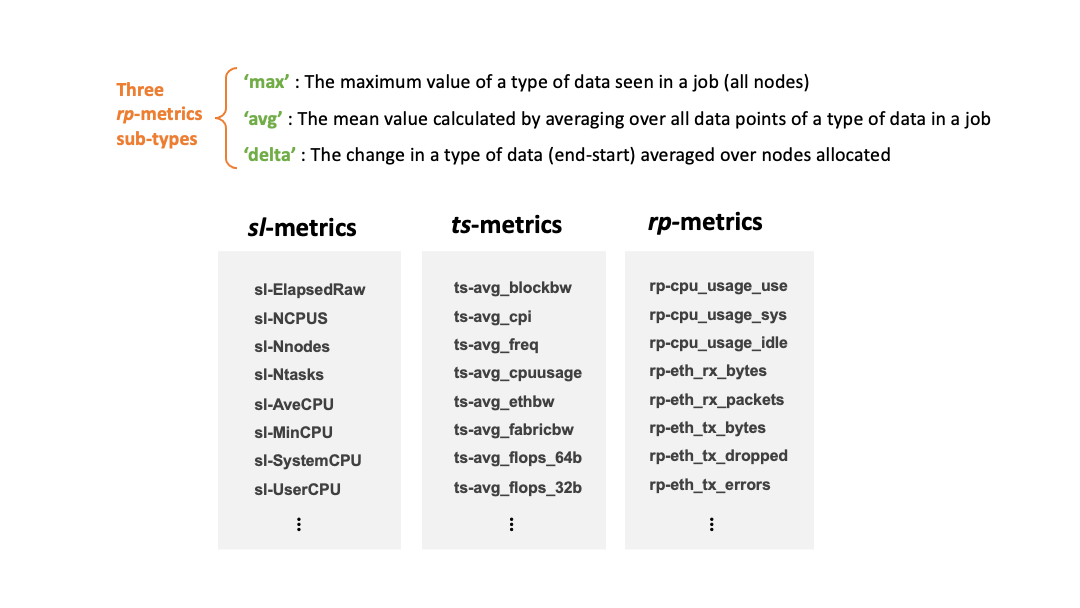 Three
rp-metrics
sub-types
‘max’ : The maximum value of a type of data seen in a job (all nodes)
‘avg’ : The mean value calculated by averaging over all data points of a type of data in a job
‘delta’ : The change in a type of data (end-start) averaged over nodes allocated
sl-metrics
sl-ElapsedRaw
sl-NCPUS
sl-Nnodes
sl-Ntasks
sl-AveCPU
sl-MinCPU
sl-SystemCPU
sl-UserCPU
⋮
ts-metrics
ts-avg_blockbw
ts-avg_cpi
ts-avg_freq
ts-avg_cpuusage
ts-avg_ethbw
ts-avg_fabricbw
ts-avg_flops_64b
ts-avg_flops_32b
⋮
rp-metrics
rp-cpu_usage_use
rp-cpu_usage_sys
rp-cpu_usage_idle
rp-eth_rx_bytes
rp-eth_rx_packets
rp-eth_tx_bytes
rp-eth_tx_dropped
rp-eth_tx_errors
⋮